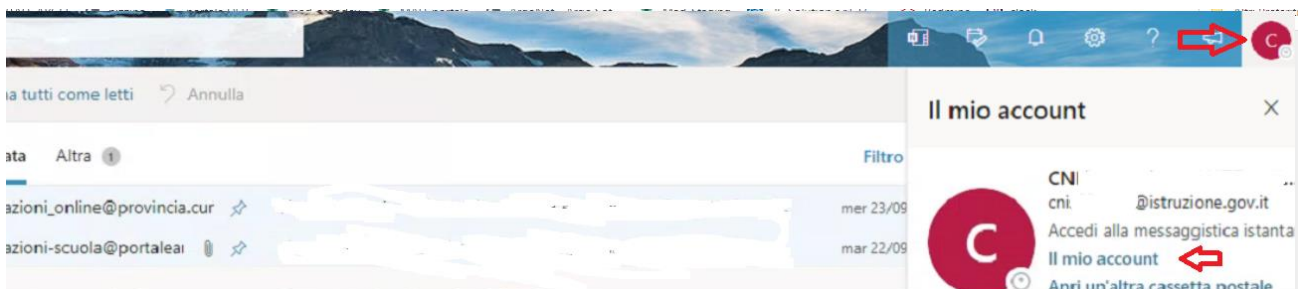 ?
C
a tutti come letti Annulla
Il mio account
ata Altra 1
Filtro
azioni_online@provincia.cur
mer 23/09
azioni-scuola@portalear
mar 22/09
C
CNI
cni. @istruzione.gov.it
Accedi alla messaggistica istanta
Il mio account
Apri un'altra cassetta postale